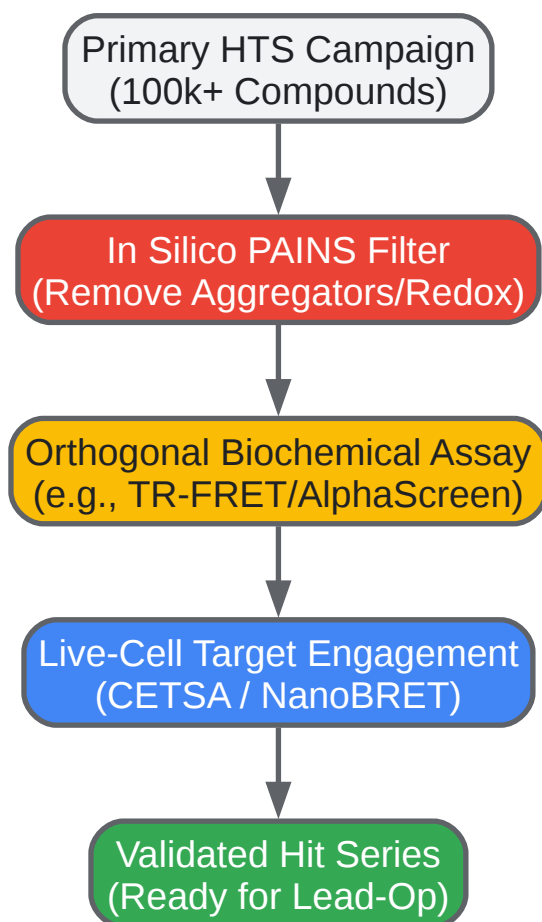 Primary HTS Campaign
(100k+ Compounds)
In Silico PAINS Filter
(Remove Aggregators/Redox)
Orthogonal Biochemical Assay
(e.g., TR-FRET/AlphaScreen)
Live-Cell Target Engagement
(CETSA / NanoBRET)
Validated Hit Series
(Ready for Lead-Op)